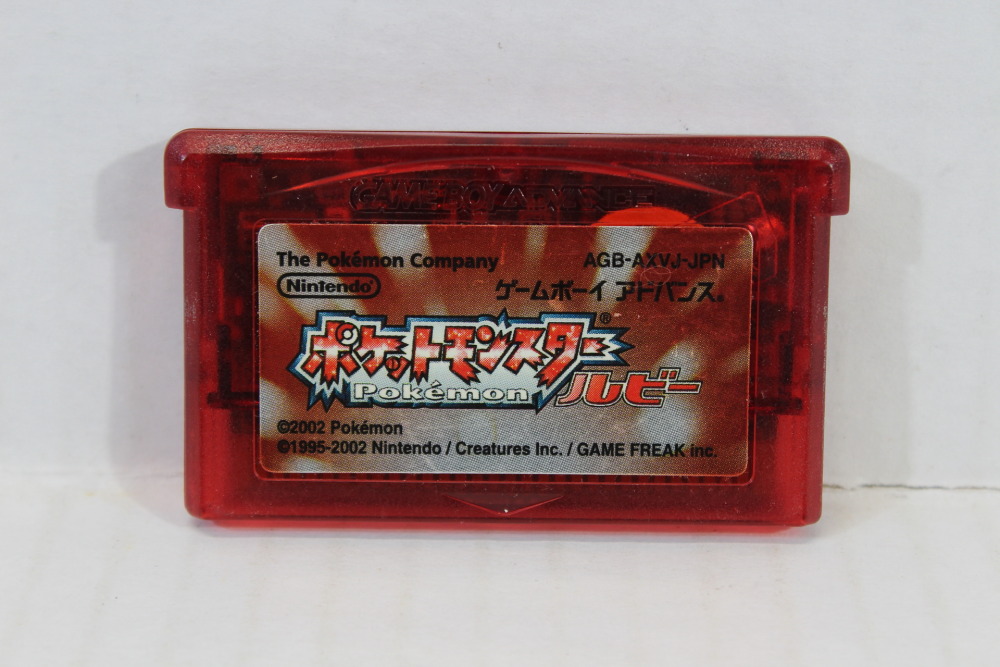 GAME BOY ADVANCE
The Pokémon Company AGB-AXVJ-JPN
Nintendo ゲームボーイ アドバンス®
ポケットモンスター®
Pokémon ルビー
©2002 Pokémon
©1995-2002 Nintendo / Creatures Inc. / GAME FREAK inc.